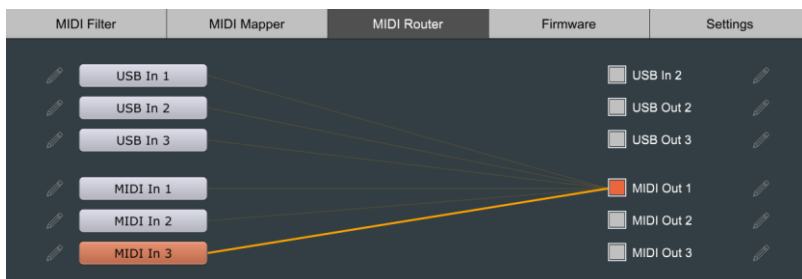 MIDI Filter MIDI Mapper MIDI Router Firmware Settings
USB In 1 USB In 2
USB In 2 USB Out 2
USB In 3 USB Out 3
MIDI In 1 MIDI Out 1
MIDI In 2 MIDI Out 2
MIDI In 3 MIDI Out 3